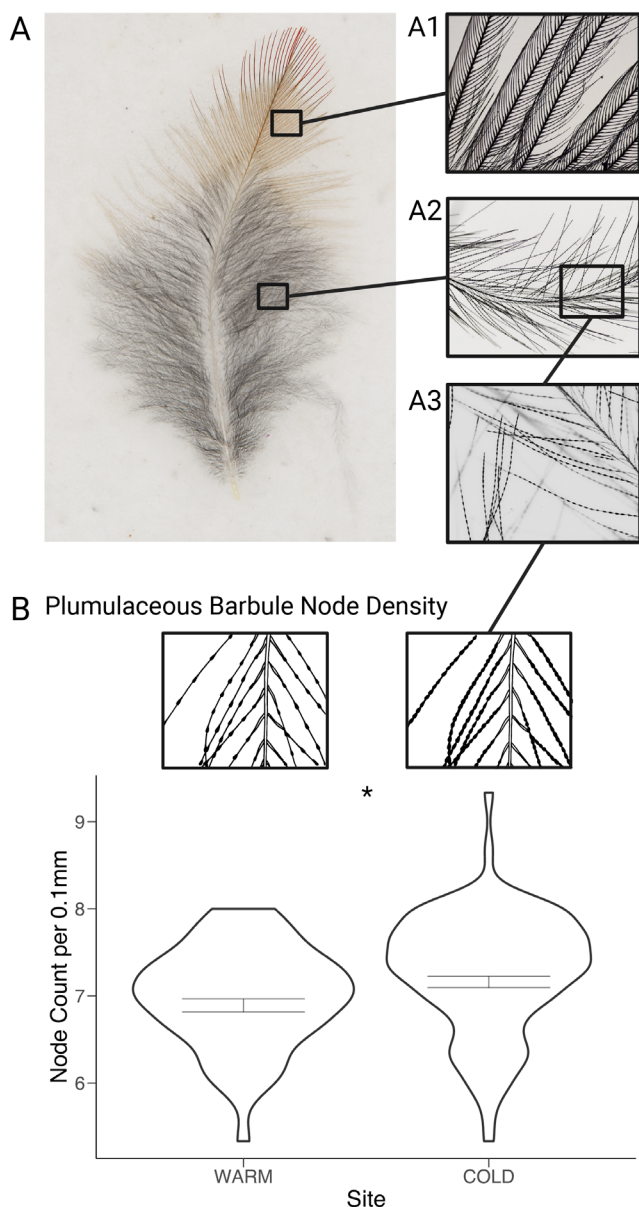 A
A1
A2
A3
B Plumulaceous Barbule Node Density
*
Node Count per 0.1mm
9
8
7
6
WARM COLD
Site